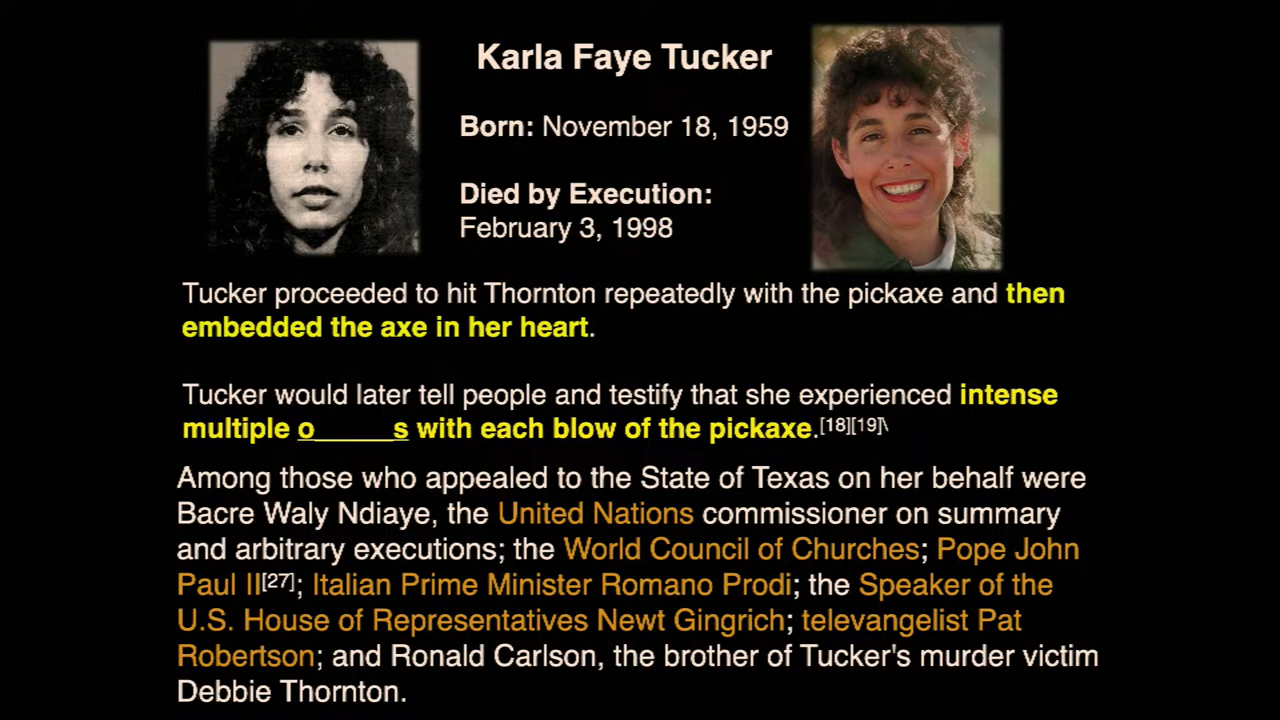 Karla Faye Tucker
Born: November 18, 1959
Died by Execution:
February 3, 1998
Tucker proceeded to hit Thornton repeatedly with the pickaxe and then
embedded the axe in her heart.
Tucker would later tell people and testify that she experienced intense
multiple o_____s with each blow of the pickaxe.[18][19]\
Among those who appealed to the State of Texas on her behalf were
Bacre Waly Ndiaye, the United Nations commissioner on summary
and arbitrary executions; the World Council of Churches; Pope John
Paul II[27]; Italian Prime Minister Romano Prodi; the Speaker of the
U.S. House of Representatives Newt Gingrich; televangelist Pat
Robertson; and Ronald Carlson, the brother of Tucker's murder victim
Debbie Thornton.